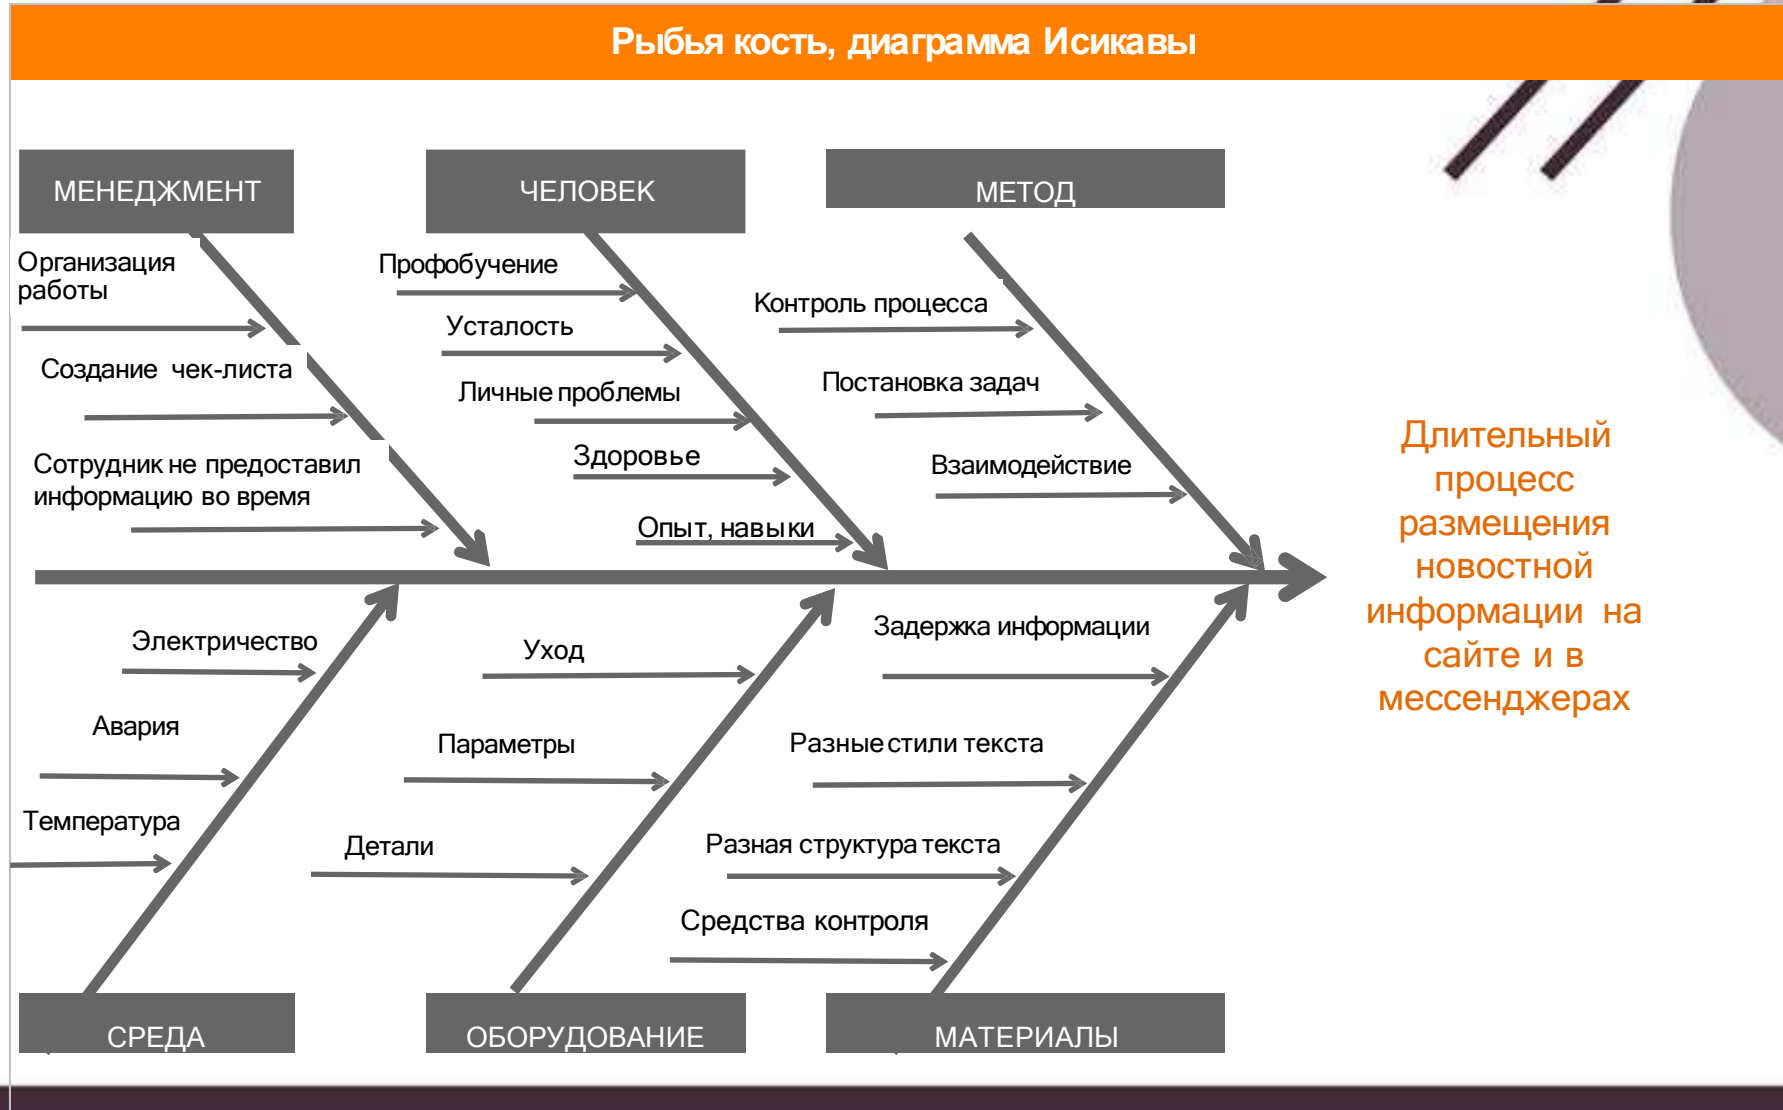 Рыбья кость, диаграмма Исикавы
МЕНЕДЖМЕНТ
ЧЕЛОВЕК
МЕТОД
Организация
работы
Создание чек-листа
Сотрудник не предоставил
информацию во время
Профобучение
Усталость
Личные проблемы
Здоровье
Опыт, навыки
Контроль процесса
Постановка задач
Взаимодействие
Длительный
процесс
размещения
новостной
информации на
сайте и в
мессенджерах
Электричество
Авария
Температура
Уход
Параметры
Детали
Задержка информации
Разные стили текста
Разная структура текста
Средства контроля
СРЕДА
ОБОРУДОВАНИЕ
МАТЕРИАЛЫ